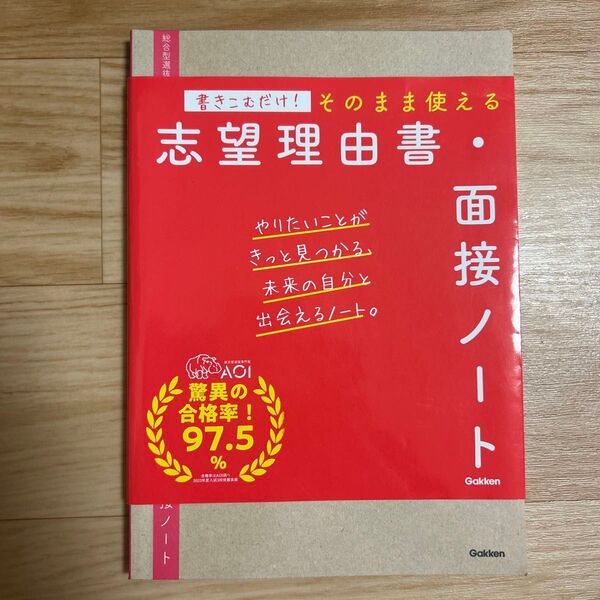 総合型選抜
書きこむだけ!
そのまま使える
志望理由書・
面接ノート
やりたいことが
きっと見つかる、
未来の自分と
出会えるノート。
AOI
驚異の
合格率!
97.5
%
Gakken
接ノート
Gakken